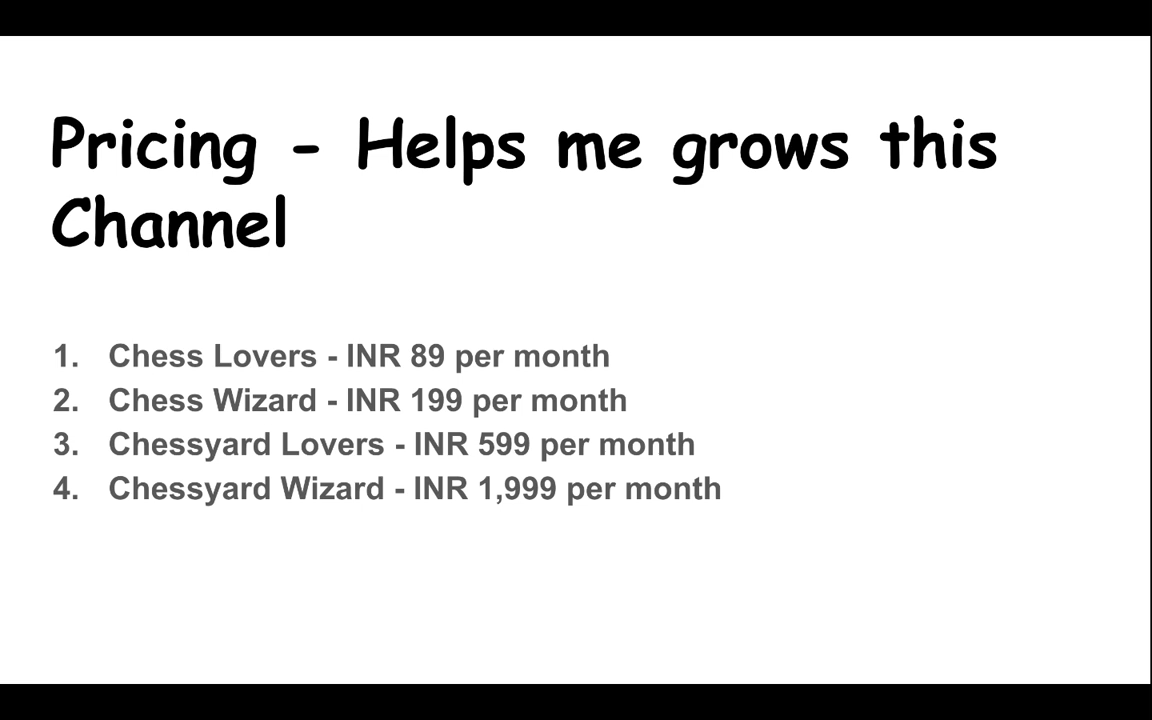 Pricing - Helps me grows this
Channel
1. Chess Lovers - INR 89 per month
2. Chess Wizard - INR 199 per month
3. Chessyard Lovers - INR 599 per month
4. Chessyard Wizard - INR 1,999 per month